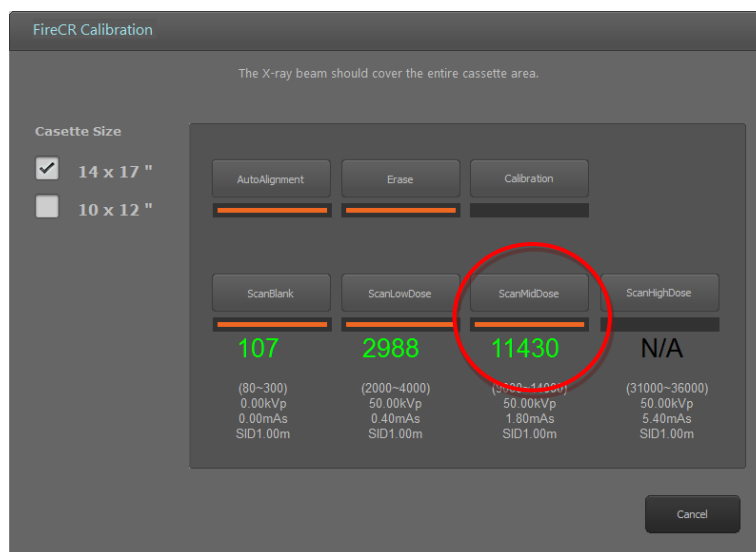 FireCR Calibration
The X-ray beam should cover the entire cassette area.
Casette Size
14 x 17 "
10 x 12 "
AutoAlignment Erase Calibration
ScanBlank ScanLowDose ScanMidDose ScanHighDose
107 2988 11430 N/A
(80~300) (2000~4000) (9000~14000) (31000~36000)
0.00kVp 50.00kVp 50.00kVp 50.00kVp
0.00mAs 0.40mAs 1.80mAs 5.40mAs
SID1.00m SID1.00m SID1.00m SID1.00m
Cancel